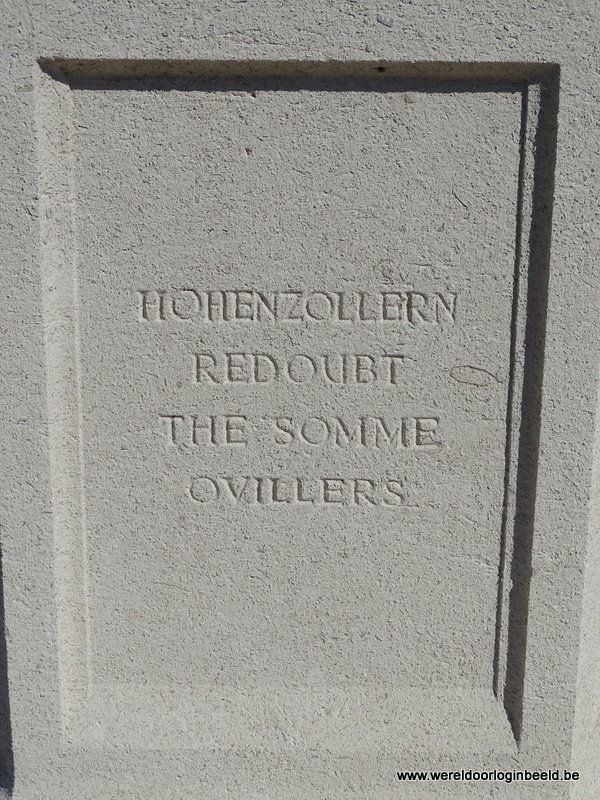 HOHENZOLLERN
REDOUBT
THE SOMME
OVILLERS
www.wereldoorloginbeeld.be